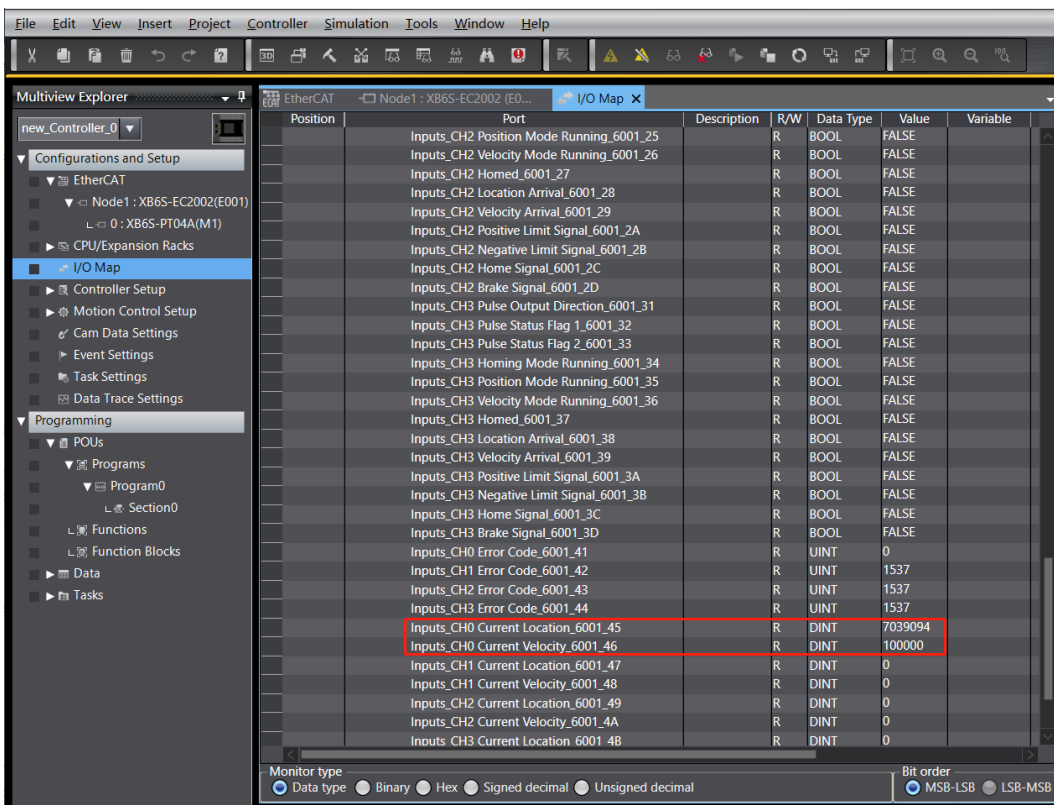 File Edit View Insert Project Controller Simulation Tools Window Help
Multiview Explorer
new_Controller_0
Configurations and Setup
EtherCAT
Node1 : XB6S-EC2002(E001)
0 : XB6S-PT04A(M1)
CPU/Expansion Racks
I/O Map
Controller Setup
Motion Control Setup
Cam Data Settings
Event Settings
Task Settings
Data Trace Settings
Programming
POUs
Programs
Program0
Section0
Functions
Function Blocks
Data
Tasks
EtherCAT Node1 : XB6S-EC2002 (E0... I/O Map
Position Port Description R/W Data Type Value Variable
Inputs_CH2 Position Mode Running_6001_25 R BOOL FALSE
Inputs_CH2 Velocity Mode Running_6001_26 R BOOL FALSE
Inputs_CH2 Homed_6001_27 R BOOL FALSE
Inputs_CH2 Location Arrival_6001_28 R BOOL FALSE
Inputs_CH2 Velocity Arrival_6001_29 R BOOL FALSE
Inputs_CH2 Positive Limit Signal_6001_2A R BOOL FALSE
Inputs_CH2 Negative Limit Signal_6001_2B R BOOL FALSE
Inputs_CH2 Home Signal_6001_2C R BOOL FALSE
Inputs_CH2 Brake Signal_6001_2D R BOOL FALSE
Inputs_CH3 Pulse Output Direction_6001_31 R BOOL FALSE
Inputs_CH3 Pulse Status Flag 1_6001_32 R BOOL FALSE
Inputs_CH3 Pulse Status Flag 2_6001_33 R BOOL FALSE
Inputs_CH3 Homing Mode Running_6001_34 R BOOL FALSE
Inputs_CH3 Position Mode Running_6001_35 R BOOL FALSE
Inputs_CH3 Velocity Mode Running_6001_36 R BOOL FALSE
Inputs_CH3 Homed_6001_37 R BOOL FALSE
Inputs_CH3 Location Arrival_6001_38 R BOOL FALSE
Inputs_CH3 Velocity Arrival_6001_39 R BOOL FALSE
Inputs_CH3 Positive Limit Signal_6001_3A R BOOL FALSE
Inputs_CH3 Negative Limit Signal_6001_3B R BOOL FALSE
Inputs_CH3 Home Signal_6001_3C R BOOL FALSE
Inputs_CH3 Brake Signal_6001_3D R BOOL FALSE
Inputs_CH0 Error Code_6001_41 R UINT 0
Inputs_CH1 Error Code_6001_42 R UINT 1537
Inputs_CH2 Error Code_6001_43 R UINT 1537
Inputs_CH3 Error Code_6001_44 R UINT 1537
Inputs_CH0 Current Location_6001_45 R DINT 7039094
Inputs_CH0 Current Velocity_6001_46 R DINT 100000
Inputs_CH1 Current Location_6001_47 R DINT 0
Inputs_CH1 Current Velocity_6001_48 R DINT 0
Inputs_CH2 Current Location_6001_49 R DINT 0
Inputs_CH2 Current Velocity_6001_4A R DINT 0
Inputs_CH3 Current Location_6001_4B R DINT 0
Monitor type Bit order
Data type Binary Hex Signed decimal Unsigned decimal MSB-LSB LSB-MSB